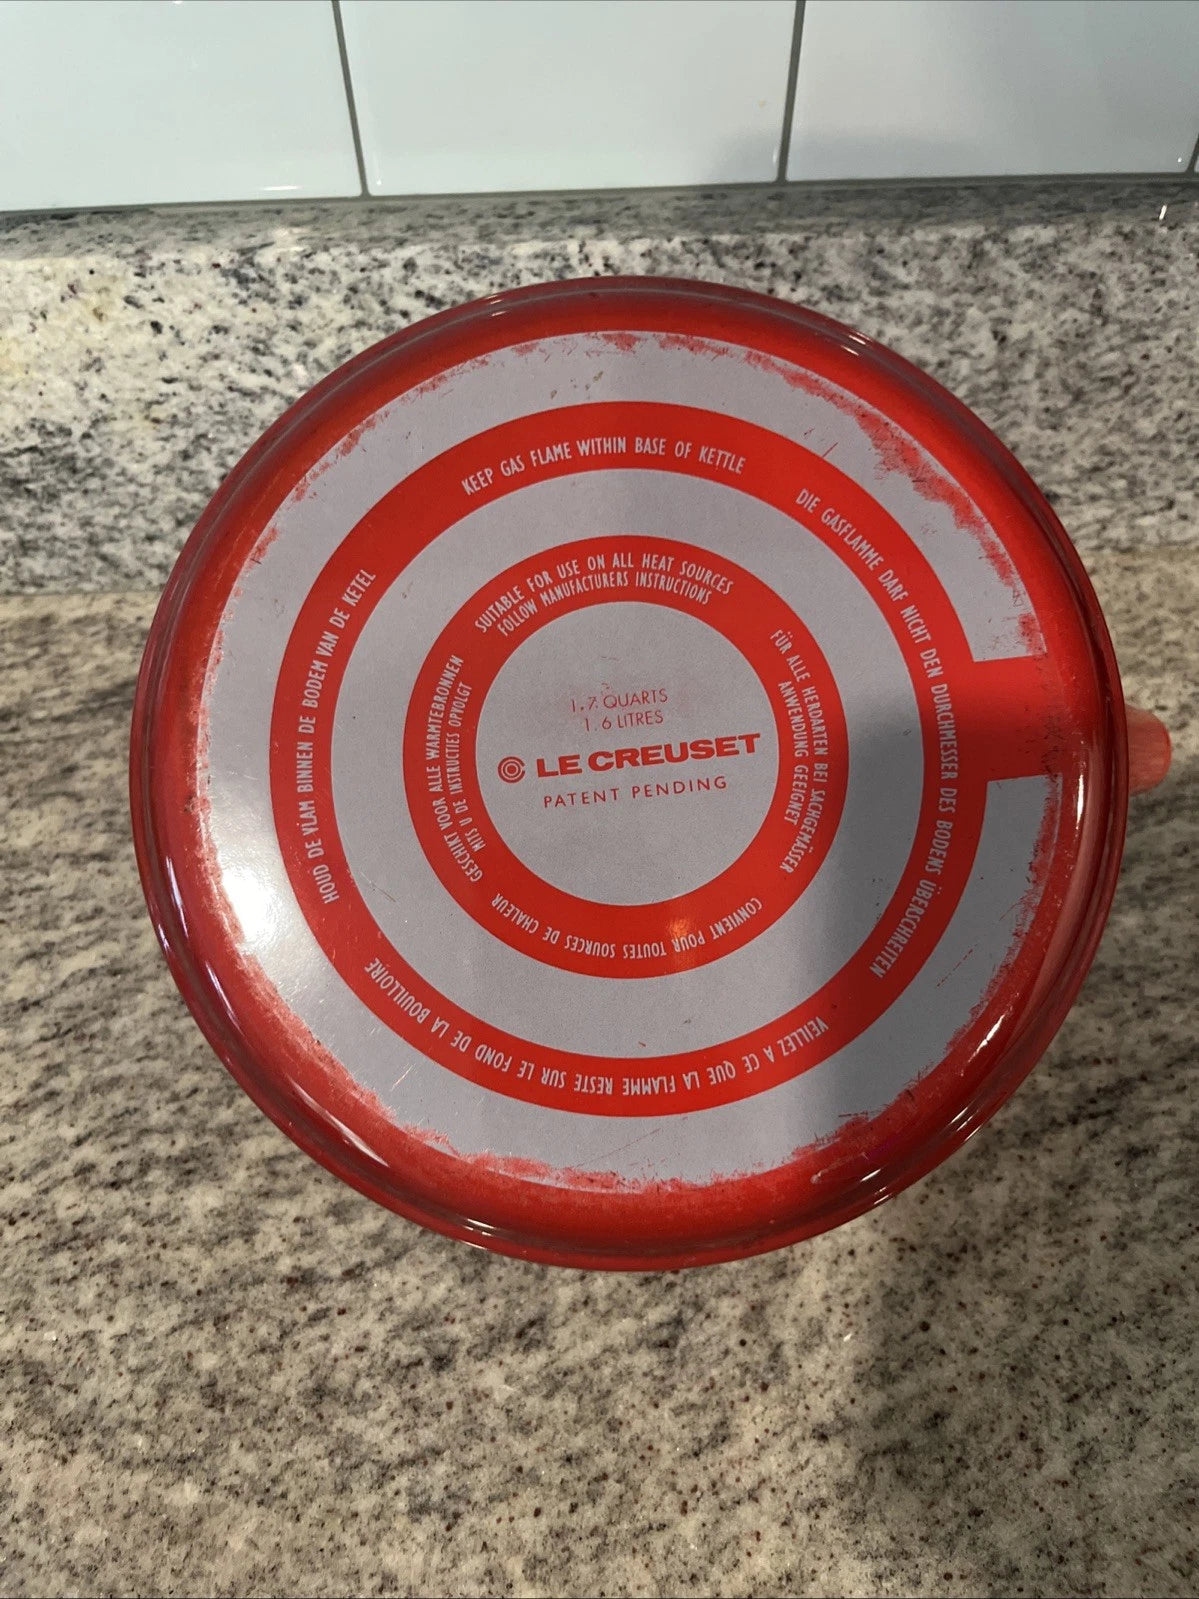 KEEP GAS FLAME WITHIN BASE OF KETTLE
DIE GASFLAMME DARF NICHT DEN DURCHMESSER DES BODENS ÜBERSCHREITEN
VEILLEZ A CE QUE LA FLAMME RESTE SUR LE FOND DE LA BOUILLOIRE
HOUD DE VLAM BINNEN DE BODEM VAN DE KETEL
SUITABLE FOR USE ON ALL HEAT SOURCES
FOLLOW MANUFACTURERS INSTRUCTIONS
FÜR ALLE HERDARTEN BEI SACHGEMÄSER
ANWENDUNG GEEIGNET
CONVIENT POUR TOUTES SOURCES DE CHALEUR
GESCHIKT VOOR ALLE WARMTEBRONNEN
MITS U DE INSTRUCTIES OPVOLGT
1.7 QUARTS
1.6 LITRES
LE CREUSET
PATENT PENDING